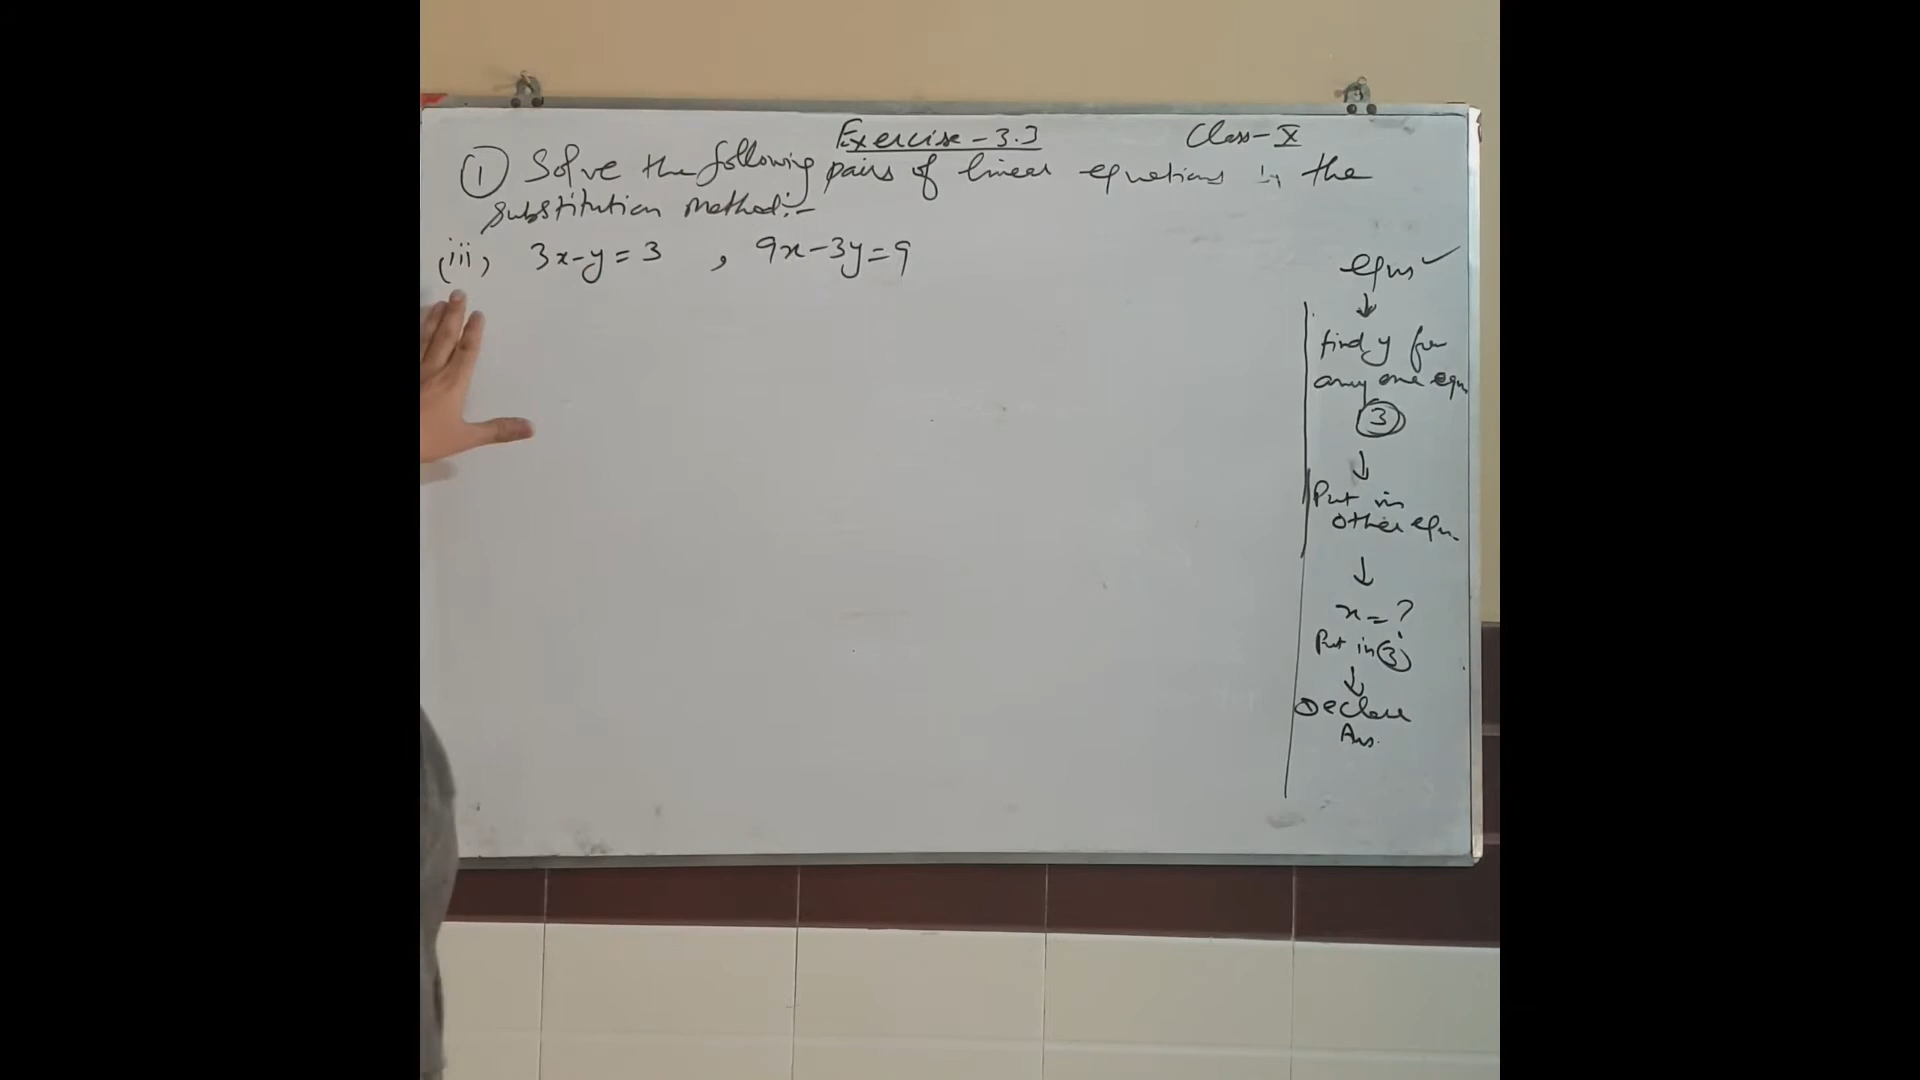 Exercise - 3.3
Class - X
① Solve the following pairs of linear equations by the
substitution method:-
(iii) 3x-y=3 , 9x-3y=9
eqns ✓
↓
find y from
any one eqn
③
↓
Put in
other eqn.
↓
x=?
Put in ③
↓
Declare
Ans.